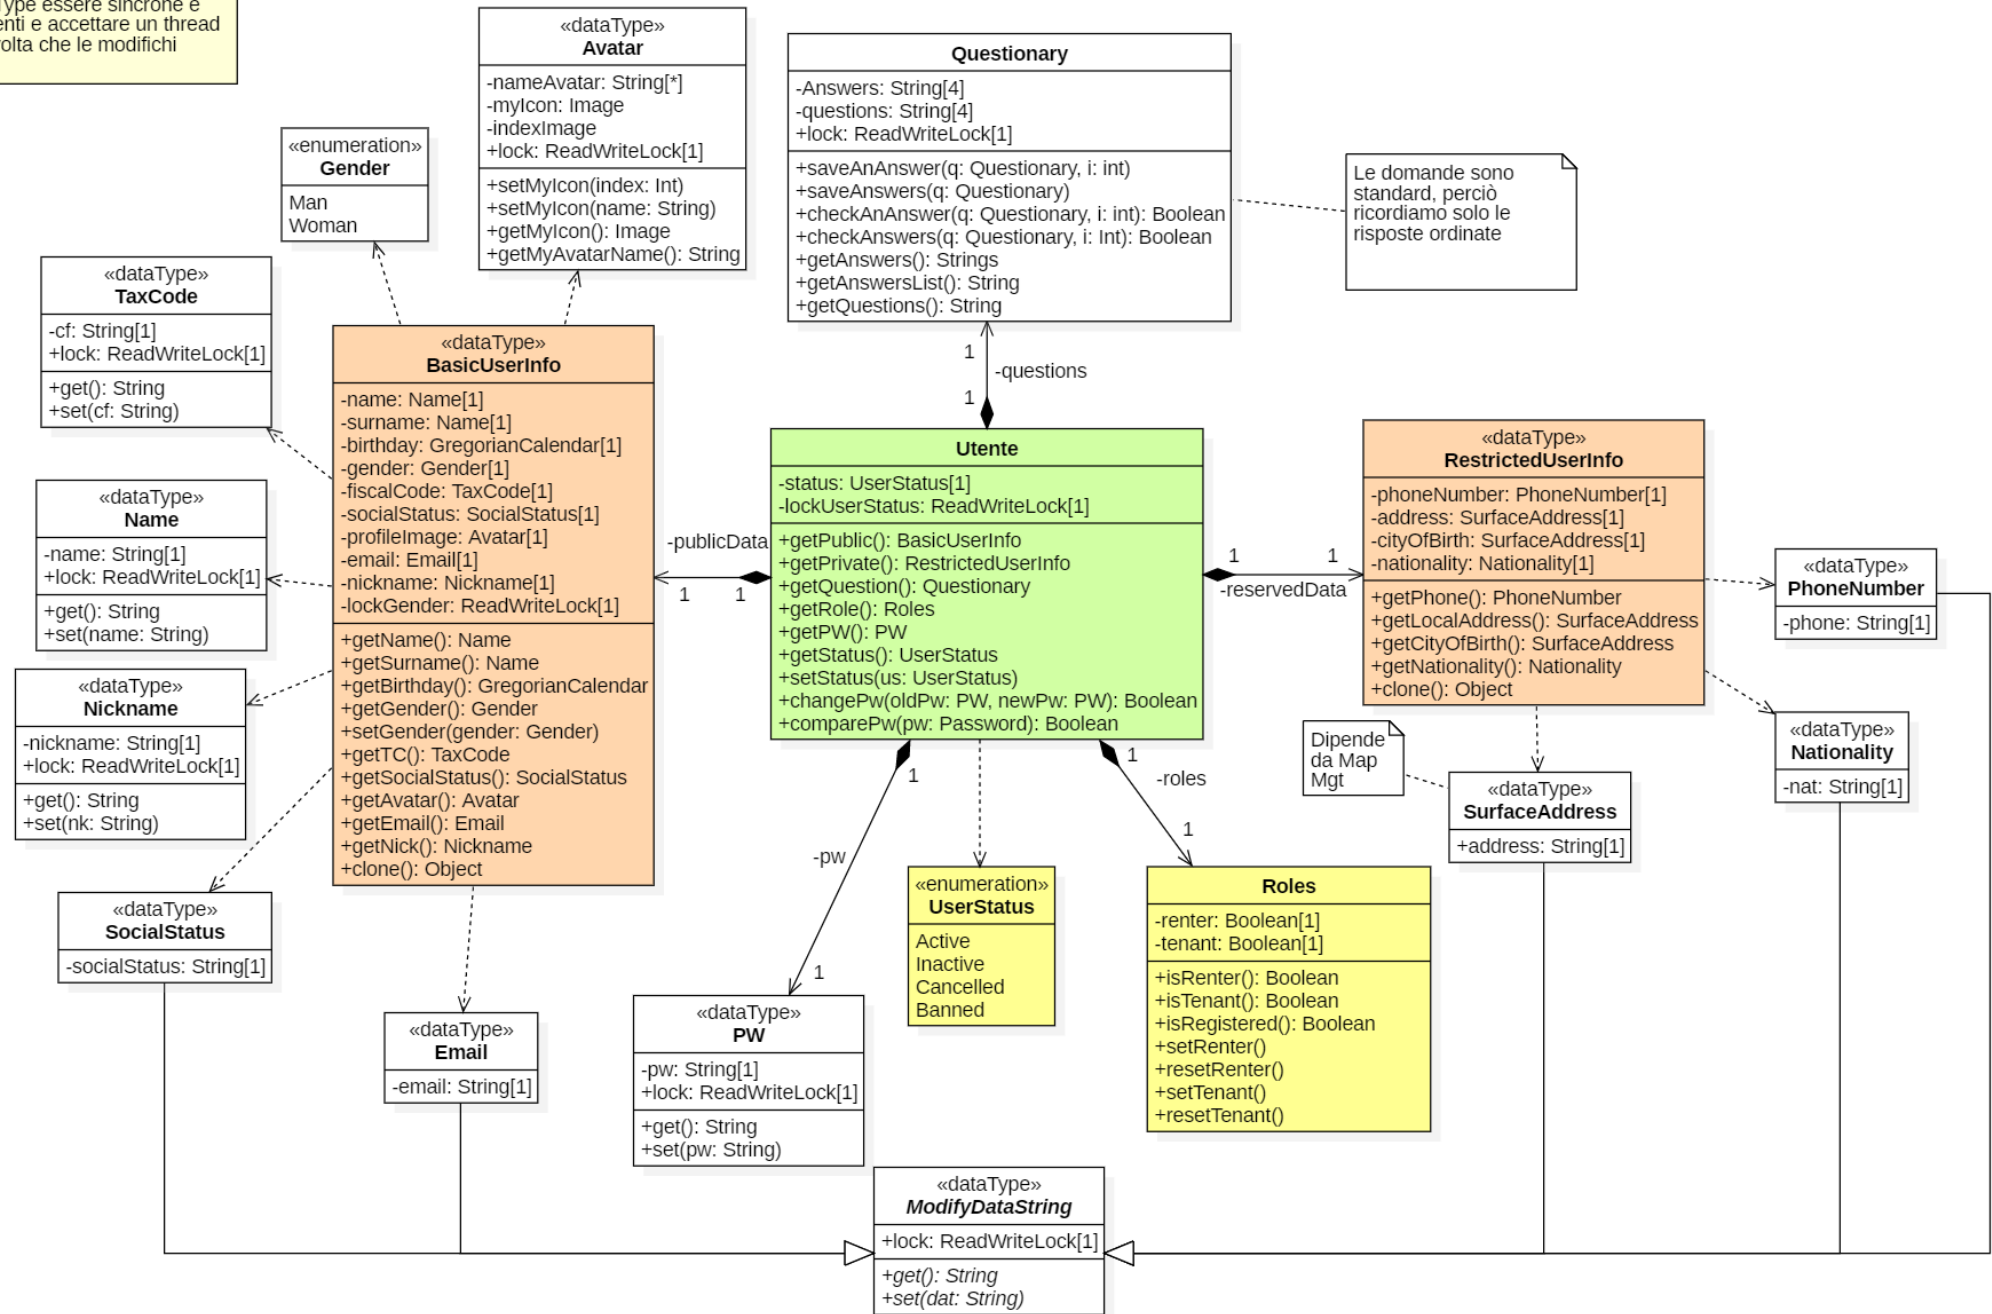 Type essere sincrone e
enti e accettare un thread
volta che le modifichi
«dataType»
Avatar
-nameAvatar: String[*]
-myIcon: Image
-indexImage
+lock: ReadWriteLock[1]
+setMyIcon(index: Int)
+setMyIcon(name: String)
+getMyIcon(): Image
+getMyAvatarName(): String
Questionary
-Answers: String[4]
-questions: String[4]
+lock: ReadWriteLock[1]
+saveAnAnswer(q: Questionary, i: int)
+saveAnswers(q: Questionary)
+checkAnAnswer(q: Questionary, i: int): Boolean
+checkAnswers(q: Questionary, i: Int): Boolean
+getAnswers(): Strings
+getAnswersList(): String
+getQuestions(): String
Le domande sono
standard, perciò
ricordiamo solo le
risposte ordinate
«enumeration»
Gender
Man
Woman
«dataType»
TaxCode
-cf: String[1]
+lock: ReadWriteLock[1]
+get(): String
+set(cf: String)
«dataType»
BasicUserInfo
-name: Name[1]
-surname: Name[1]
-birthday: GregorianCalendar[1]
-gender: Gender[1]
-fiscalCode: TaxCode[1]
-socialStatus: SocialStatus[1]
-profileImage: Avatar[1]
-email: Email[1]
-nickname: Nickname[1]
-lockGender: ReadWriteLock[1]
+getName(): Name
+getSurname(): Name
+getBirthday(): GregorianCalendar
+getGender(): Gender
+setGender(gender: Gender)
+getTC(): TaxCode
+getSocialStatus(): SocialStatus
+getAvatar(): Avatar
+getEmail(): Email
+getNick(): Nickname
+clone(): Object
1
-questions
1
Utente
-status: UserStatus[1]
-lockUserStatus: ReadWriteLock[1]
+getPublic(): BasicUserInfo
+getPrivate(): RestrictedUserInfo
+getQuestion(): Questionary
+getRole(): Roles
+getPW(): PW
+getStatus(): UserStatus
+setStatus(us: UserStatus)
+changePw(oldPw: PW, newPw: PW): Boolean
+comparePw(pw: Password): Boolean
-publicData
1
1
1
1
-reservedData
«dataType»
RestrictedUserInfo
-phoneNumber: PhoneNumber[1]
-address: SurfaceAddress[1]
-cityOfBirth: SurfaceAddress[1]
-nationality: Nationality[1]
+getPhone(): PhoneNumber
+getLocalAddress(): SurfaceAddress
+getCityOfBirth(): SurfaceAddress
+getNationality(): Nationality
+clone(): Object
«dataType»
PhoneNumber
-phone: String[1]
«dataType»
Name
-name: String[1]
+lock: ReadWriteLock[1]
+get(): String
+set(name: String)
«dataType»
Nickname
-nickname: String[1]
+lock: ReadWriteLock[1]
+get(): String
+set(nk: String)
Dipende
da Map
Mgt
«dataType»
SurfaceAddress
+address: String[1]
«dataType»
Nationality
-nat: String[1]
1
-pw
1
1
-roles
1
«dataType»
SocialStatus
-socialStatus: String[1]
«dataType»
Email
-email: String[1]
«dataType»
PW
-pw: String[1]
+lock: ReadWriteLock[1]
+get(): String
+set(pw: String)
«enumeration»
UserStatus
Active
Inactive
Cancelled
Banned
Roles
-renter: Boolean[1]
-tenant: Boolean[1]
+isRenter(): Boolean
+isTenant(): Boolean
+isRegistered(): Boolean
+setRenter()
+resetRenter()
+setTenant()
+resetTenant()
«dataType»
ModifyDataString
+lock: ReadWriteLock[1]
+get(): String
+set(dat: String)